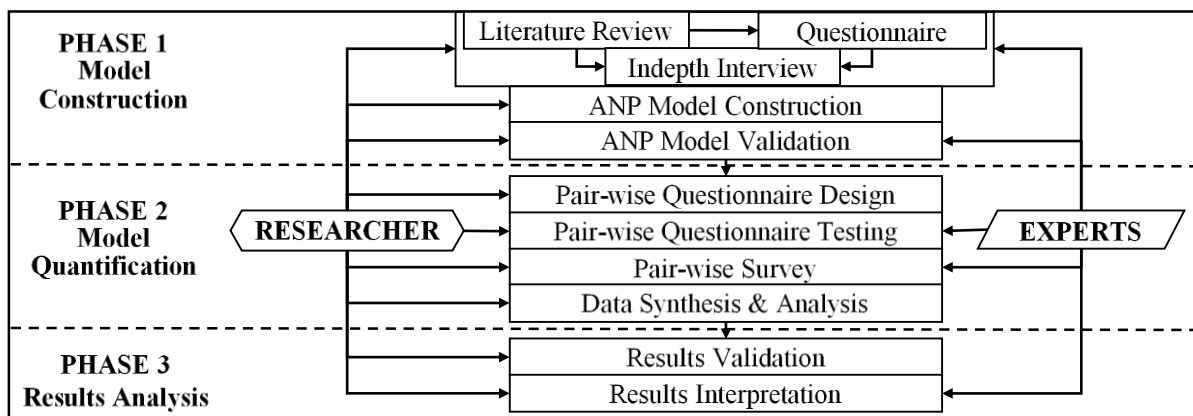 PHASE 1
Model
Construction
Literature Review
Questionnaire
Indepth Interview
ANP Model Construction
ANP Model Validation
PHASE 2
Model
Quantification
RESEARCHER
Pair-wise Questionnaire Design
Pair-wise Questionnaire Testing
Pair-wise Survey
Data Synthesis & Analysis
EXPERTS
PHASE 3
Results Analysis
Results Validation
Results Interpretation